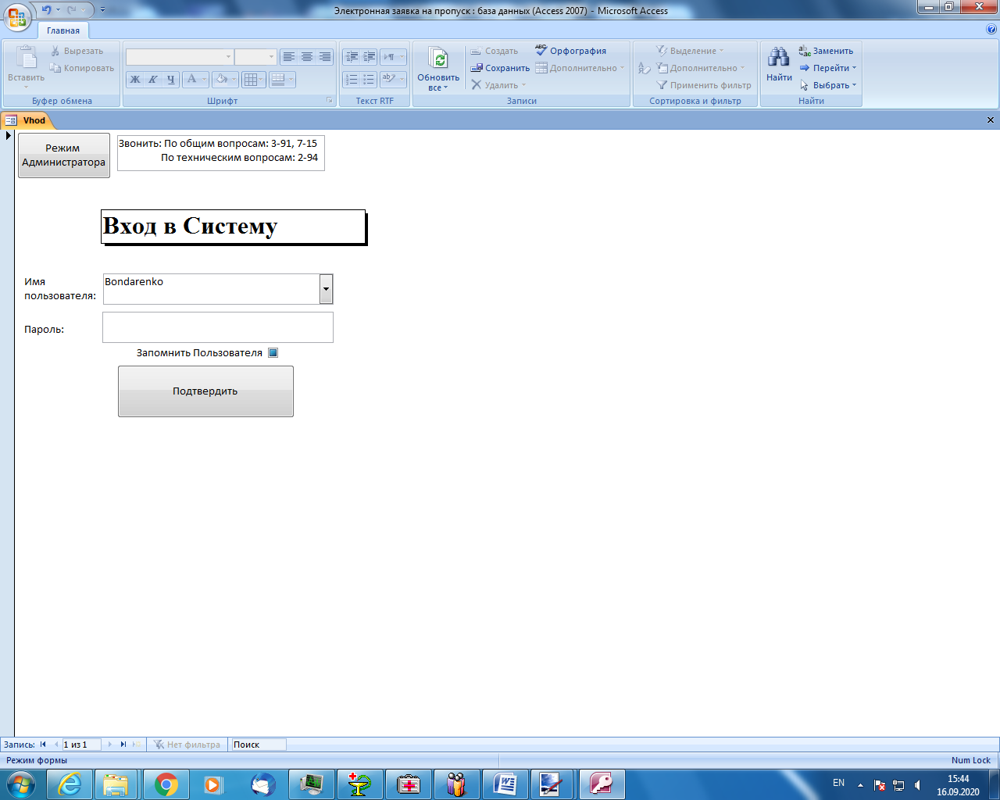 Электронная заявка на пропуск : база данных (Access 2007) - Microsoft Access
Главная
Вставить
Вырезать
Копировать
Буфер обмена
Ж К Ч А
Шрифт
Текст RTF
Обновить
все
Создать
Сохранить
Удалить
Орфография
Дополнительно
Записи
Выделение
Дополнительно
Применить фильтр
Сортировка и фильтр
Найти
Заменить
Перейти
Выбрать
Найти
Vhod
Режим
Администратора
Звонить: По общим вопросам: 3-91, 7-15
По техническим вопросам: 2-94
Вход в Систему
Имя
пользователя:
Bondarenko
Пароль:
Запомнить Пользователя
Подтвердить
Запись:
1 из 1
Нет фильтра
Поиск
Режим формы
Num Lock
EN
15:44
16.09.2020